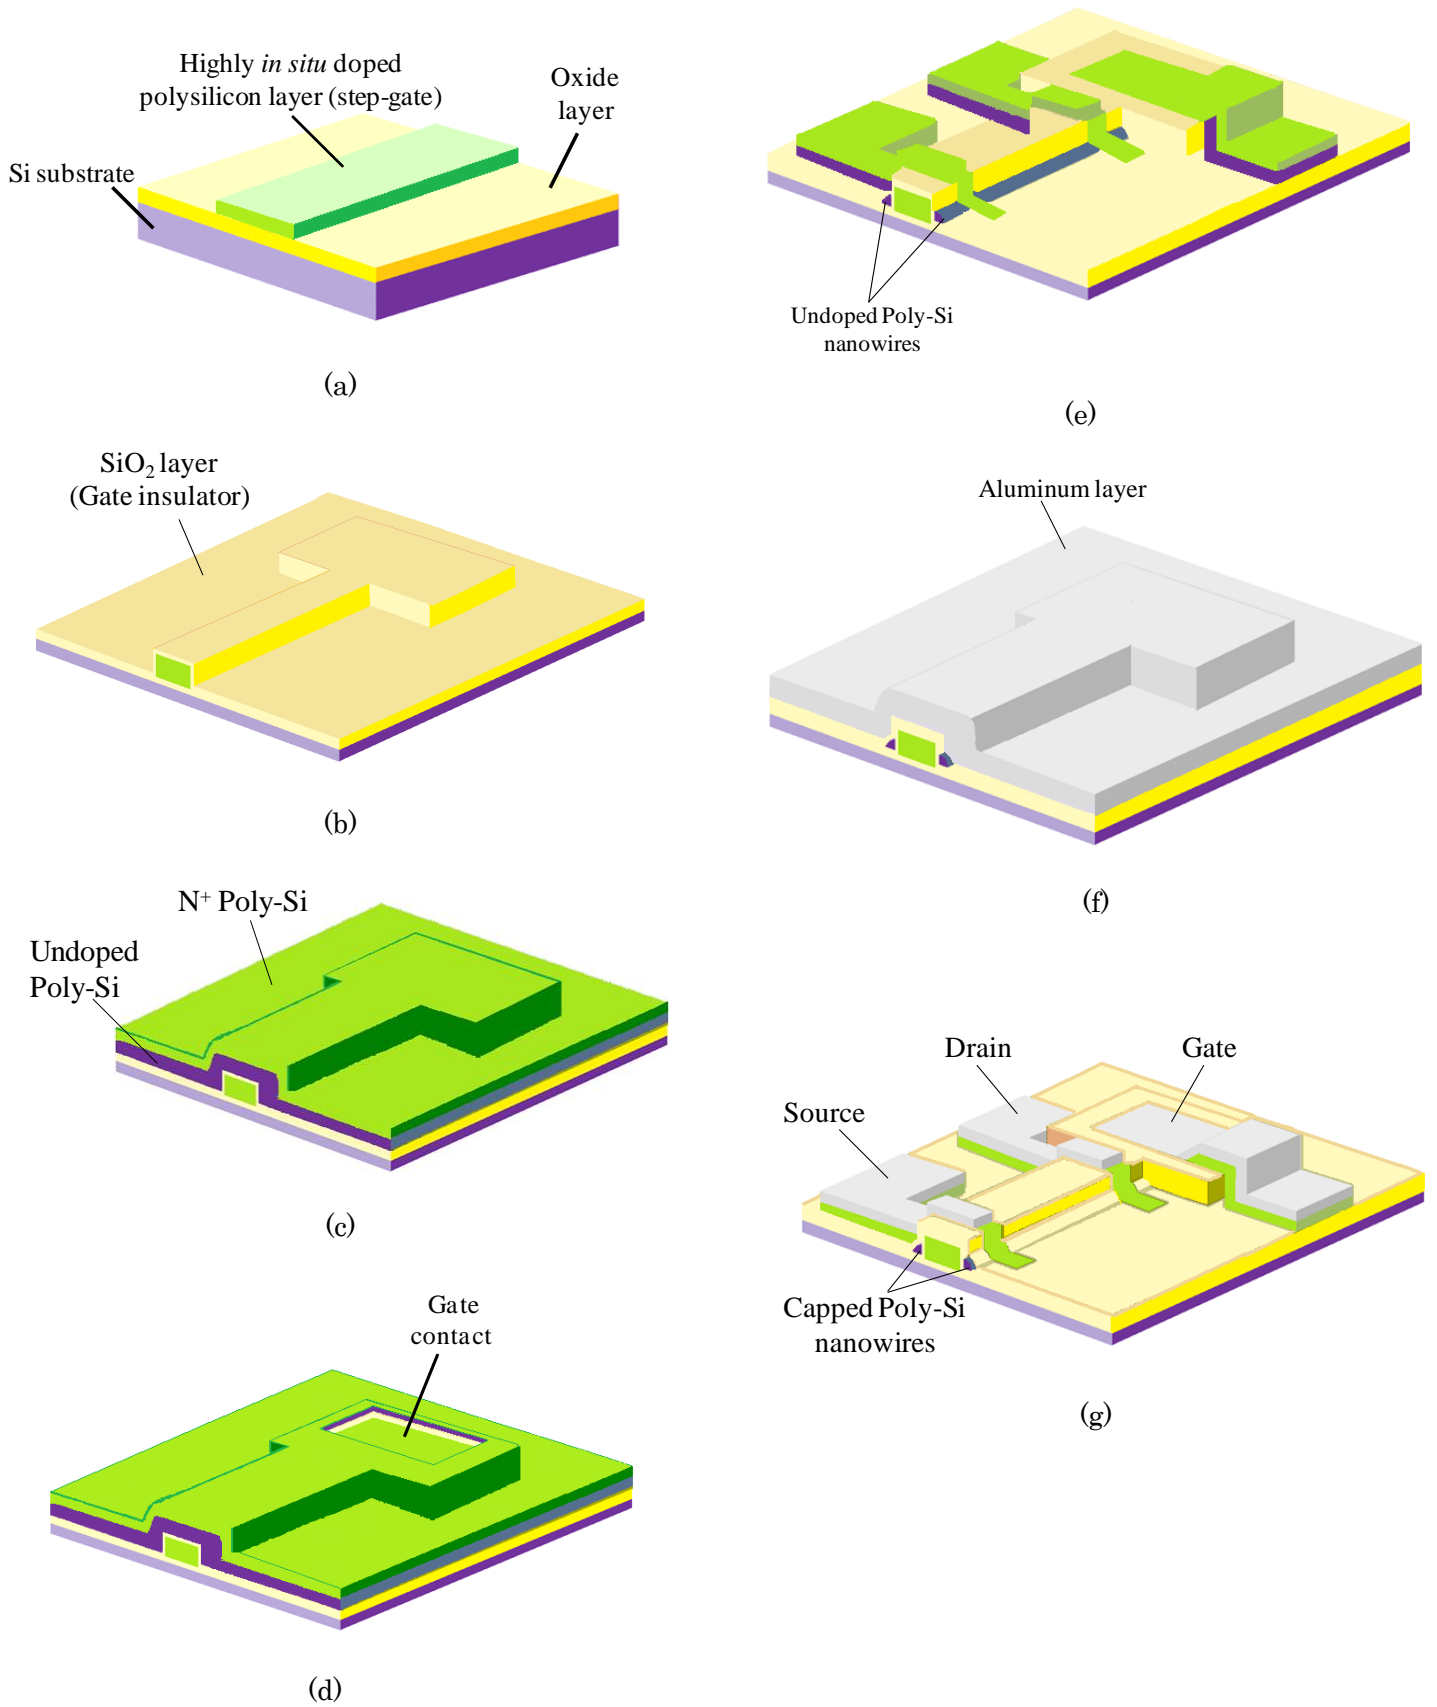 Highly in situ doped
polysilicon layer (step-gate)
Oxide
layer
Si substrate
(a)
SiO₂ layer
(Gate insulator)
(b)
N⁺ Poly-Si
Undoped
Poly-Si
(c)
Gate
contact
(d)
Undoped Poly-Si
nanowires
(e)
Aluminum layer
(f)
Drain
Gate
Source
Capped Poly-Si
nanowires
(g)